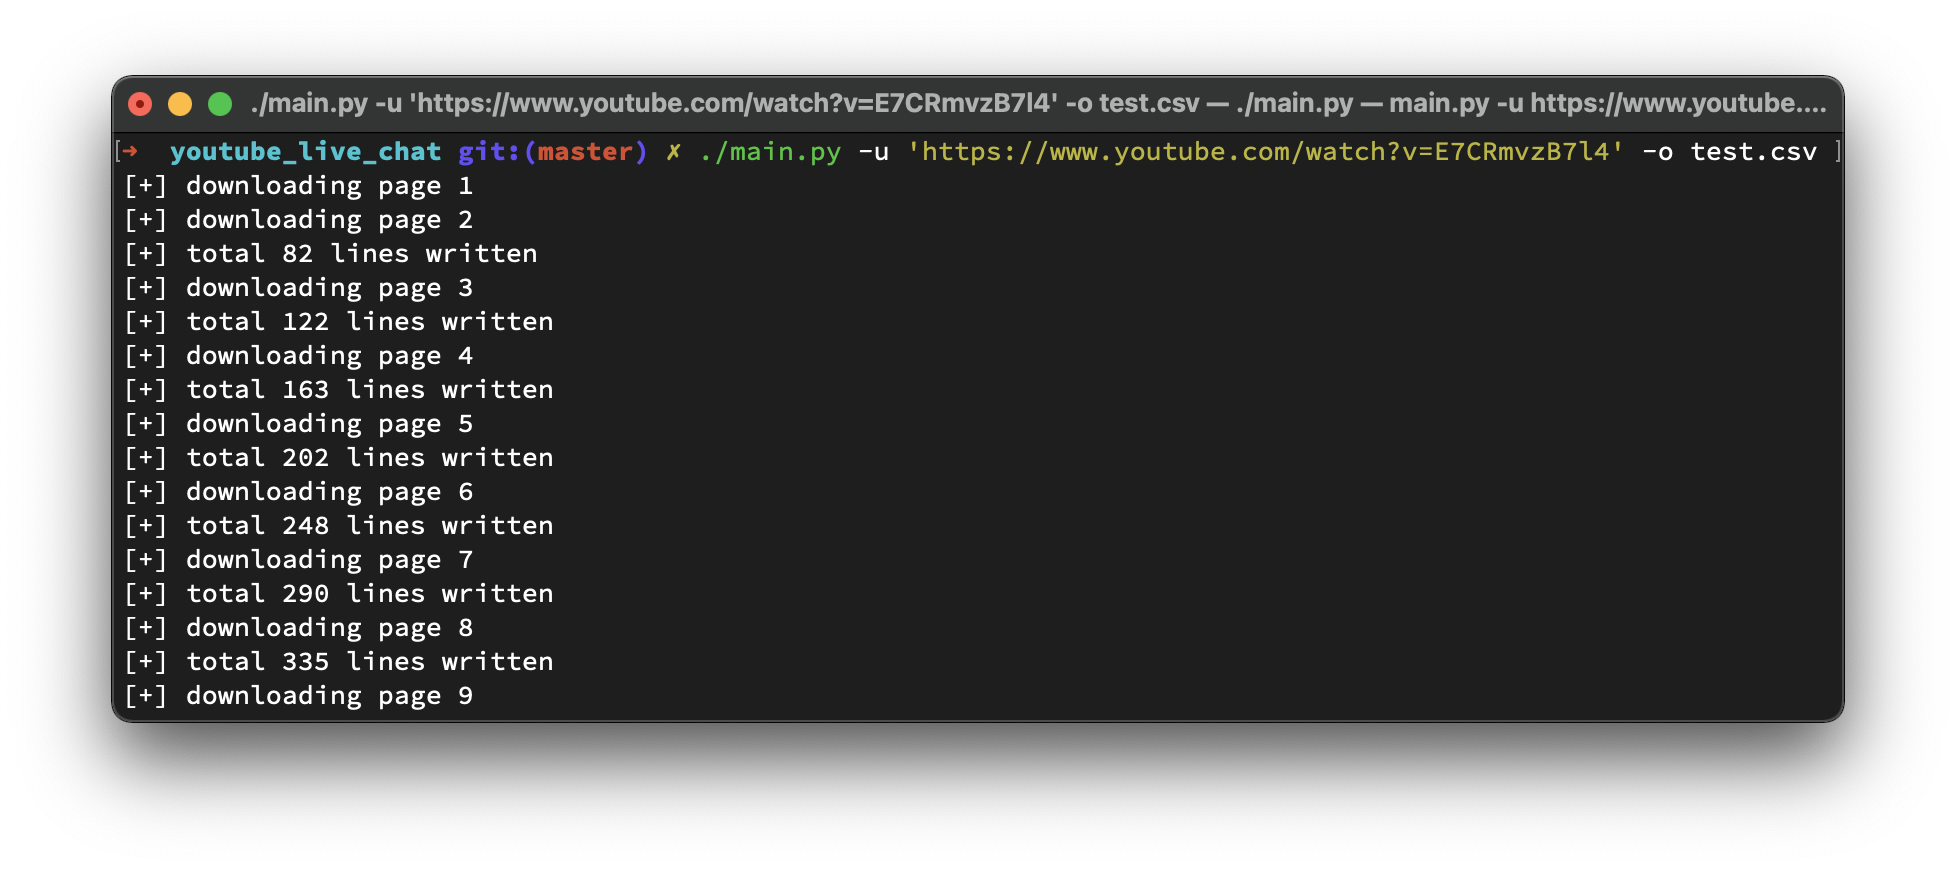 ./main.py -u 'https://www.youtube.com/watch?v=E7CRmvzB7l4' -o test.csv — ./main.py — main.py -u https://www.youtube....
[➜  youtube_live_chat git:(master) ✗ ./main.py -u 'https://www.youtube.com/watch?v=E7CRmvzB7l4' -o test.csv ]
[+] downloading page 1
[+] downloading page 2
[+] total 82 lines written
[+] downloading page 3
[+] total 122 lines written
[+] downloading page 4
[+] total 163 lines written
[+] downloading page 5
[+] total 202 lines written
[+] downloading page 6
[+] total 248 lines written
[+] downloading page 7
[+] total 290 lines written
[+] downloading page 8
[+] total 335 lines written
[+] downloading page 9